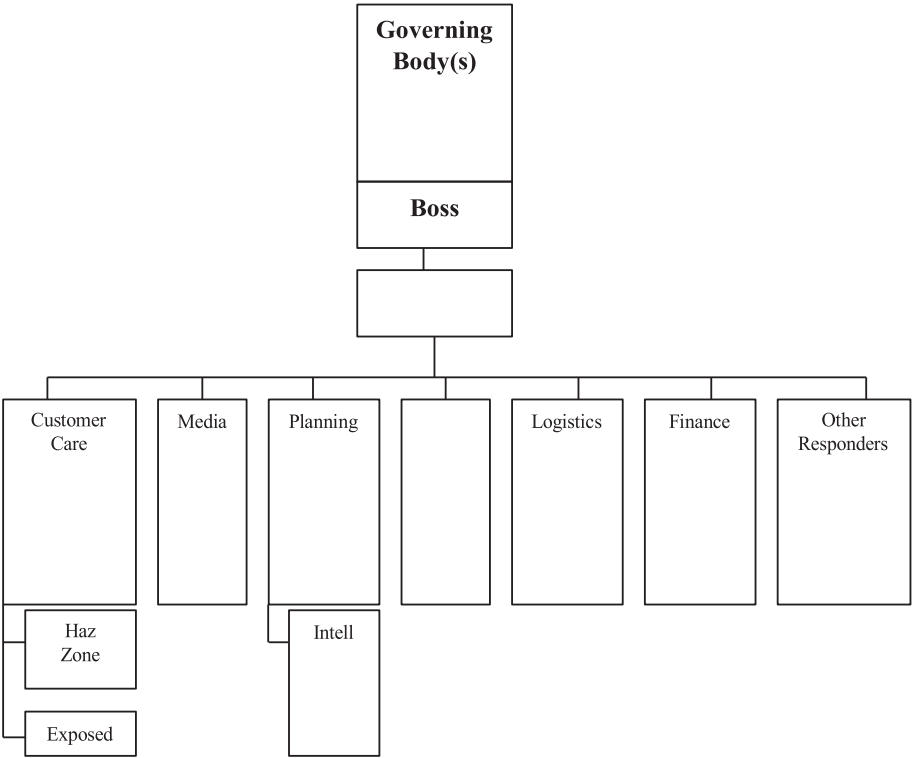 Governing
Body(s)
Boss
Customer
Care
Media
Planning
Logistics
Finance
Other
Responders
Haz
Zone
Intell
Exposed